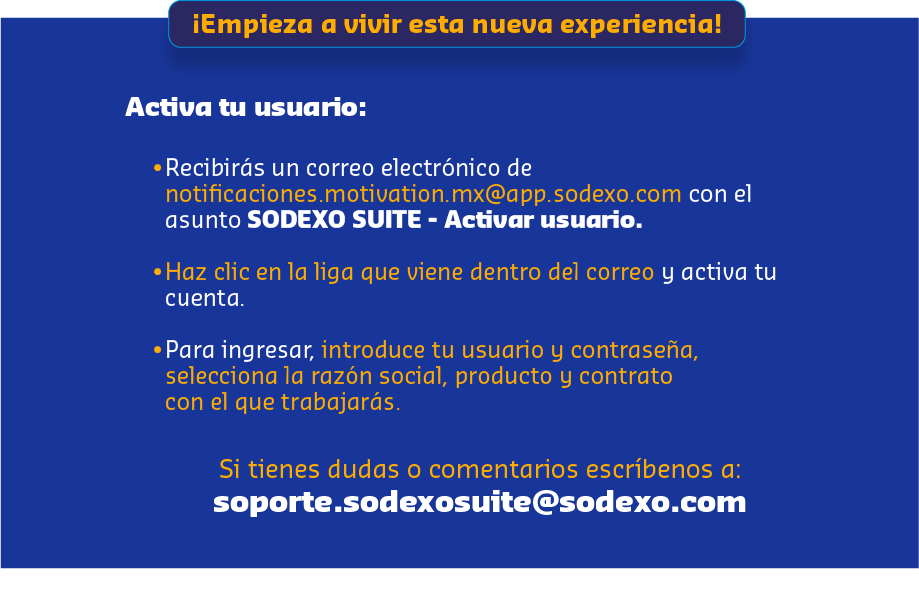 ¡Empieza a vivir esta nueva experiencia!
Activa tu usuario:
•Recibirás un correo electrónico de
notificaciones.motivation.mx@app.sodexo.com con el
asunto SODEXO SUITE - Activar usuario.
•Haz clic en la liga que viene dentro del correo y activa tu
cuenta.
•Para ingresar, introduce tu usuario y contraseña,
selecciona la razón social, producto y contrato
con el que trabajarás.
Si tienes dudas o comentarios escríbenos a:
soporte.sodexosuite@sodexo.com